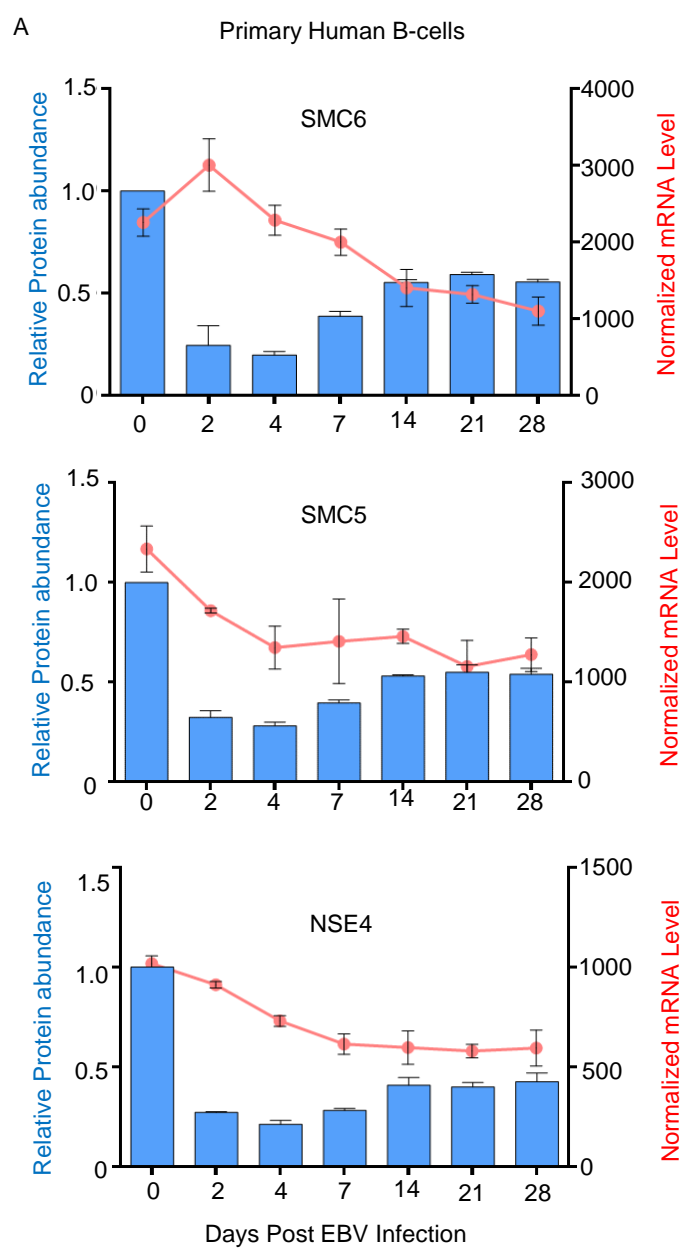 A
Primary Human B-cells
SMC6
Relative Protein abundance
Normalized mRNA Level
1.5
1.0
0.5
0
4000
3000
2000
1000
0
0 2 4 7 14 21 28
SMC5
Relative Protein abundance
Normalized mRNA Level
1.5
1.0
0.5
0
3000
2000
1000
0
0 2 4 7 14 21 28
NSE4
Relative Protein abundance
Normalized mRNA Level
1.5
1.0
0.5
0
1500
1000
500
0
0 2 4 7 14 21 28
Days Post EBV Infection